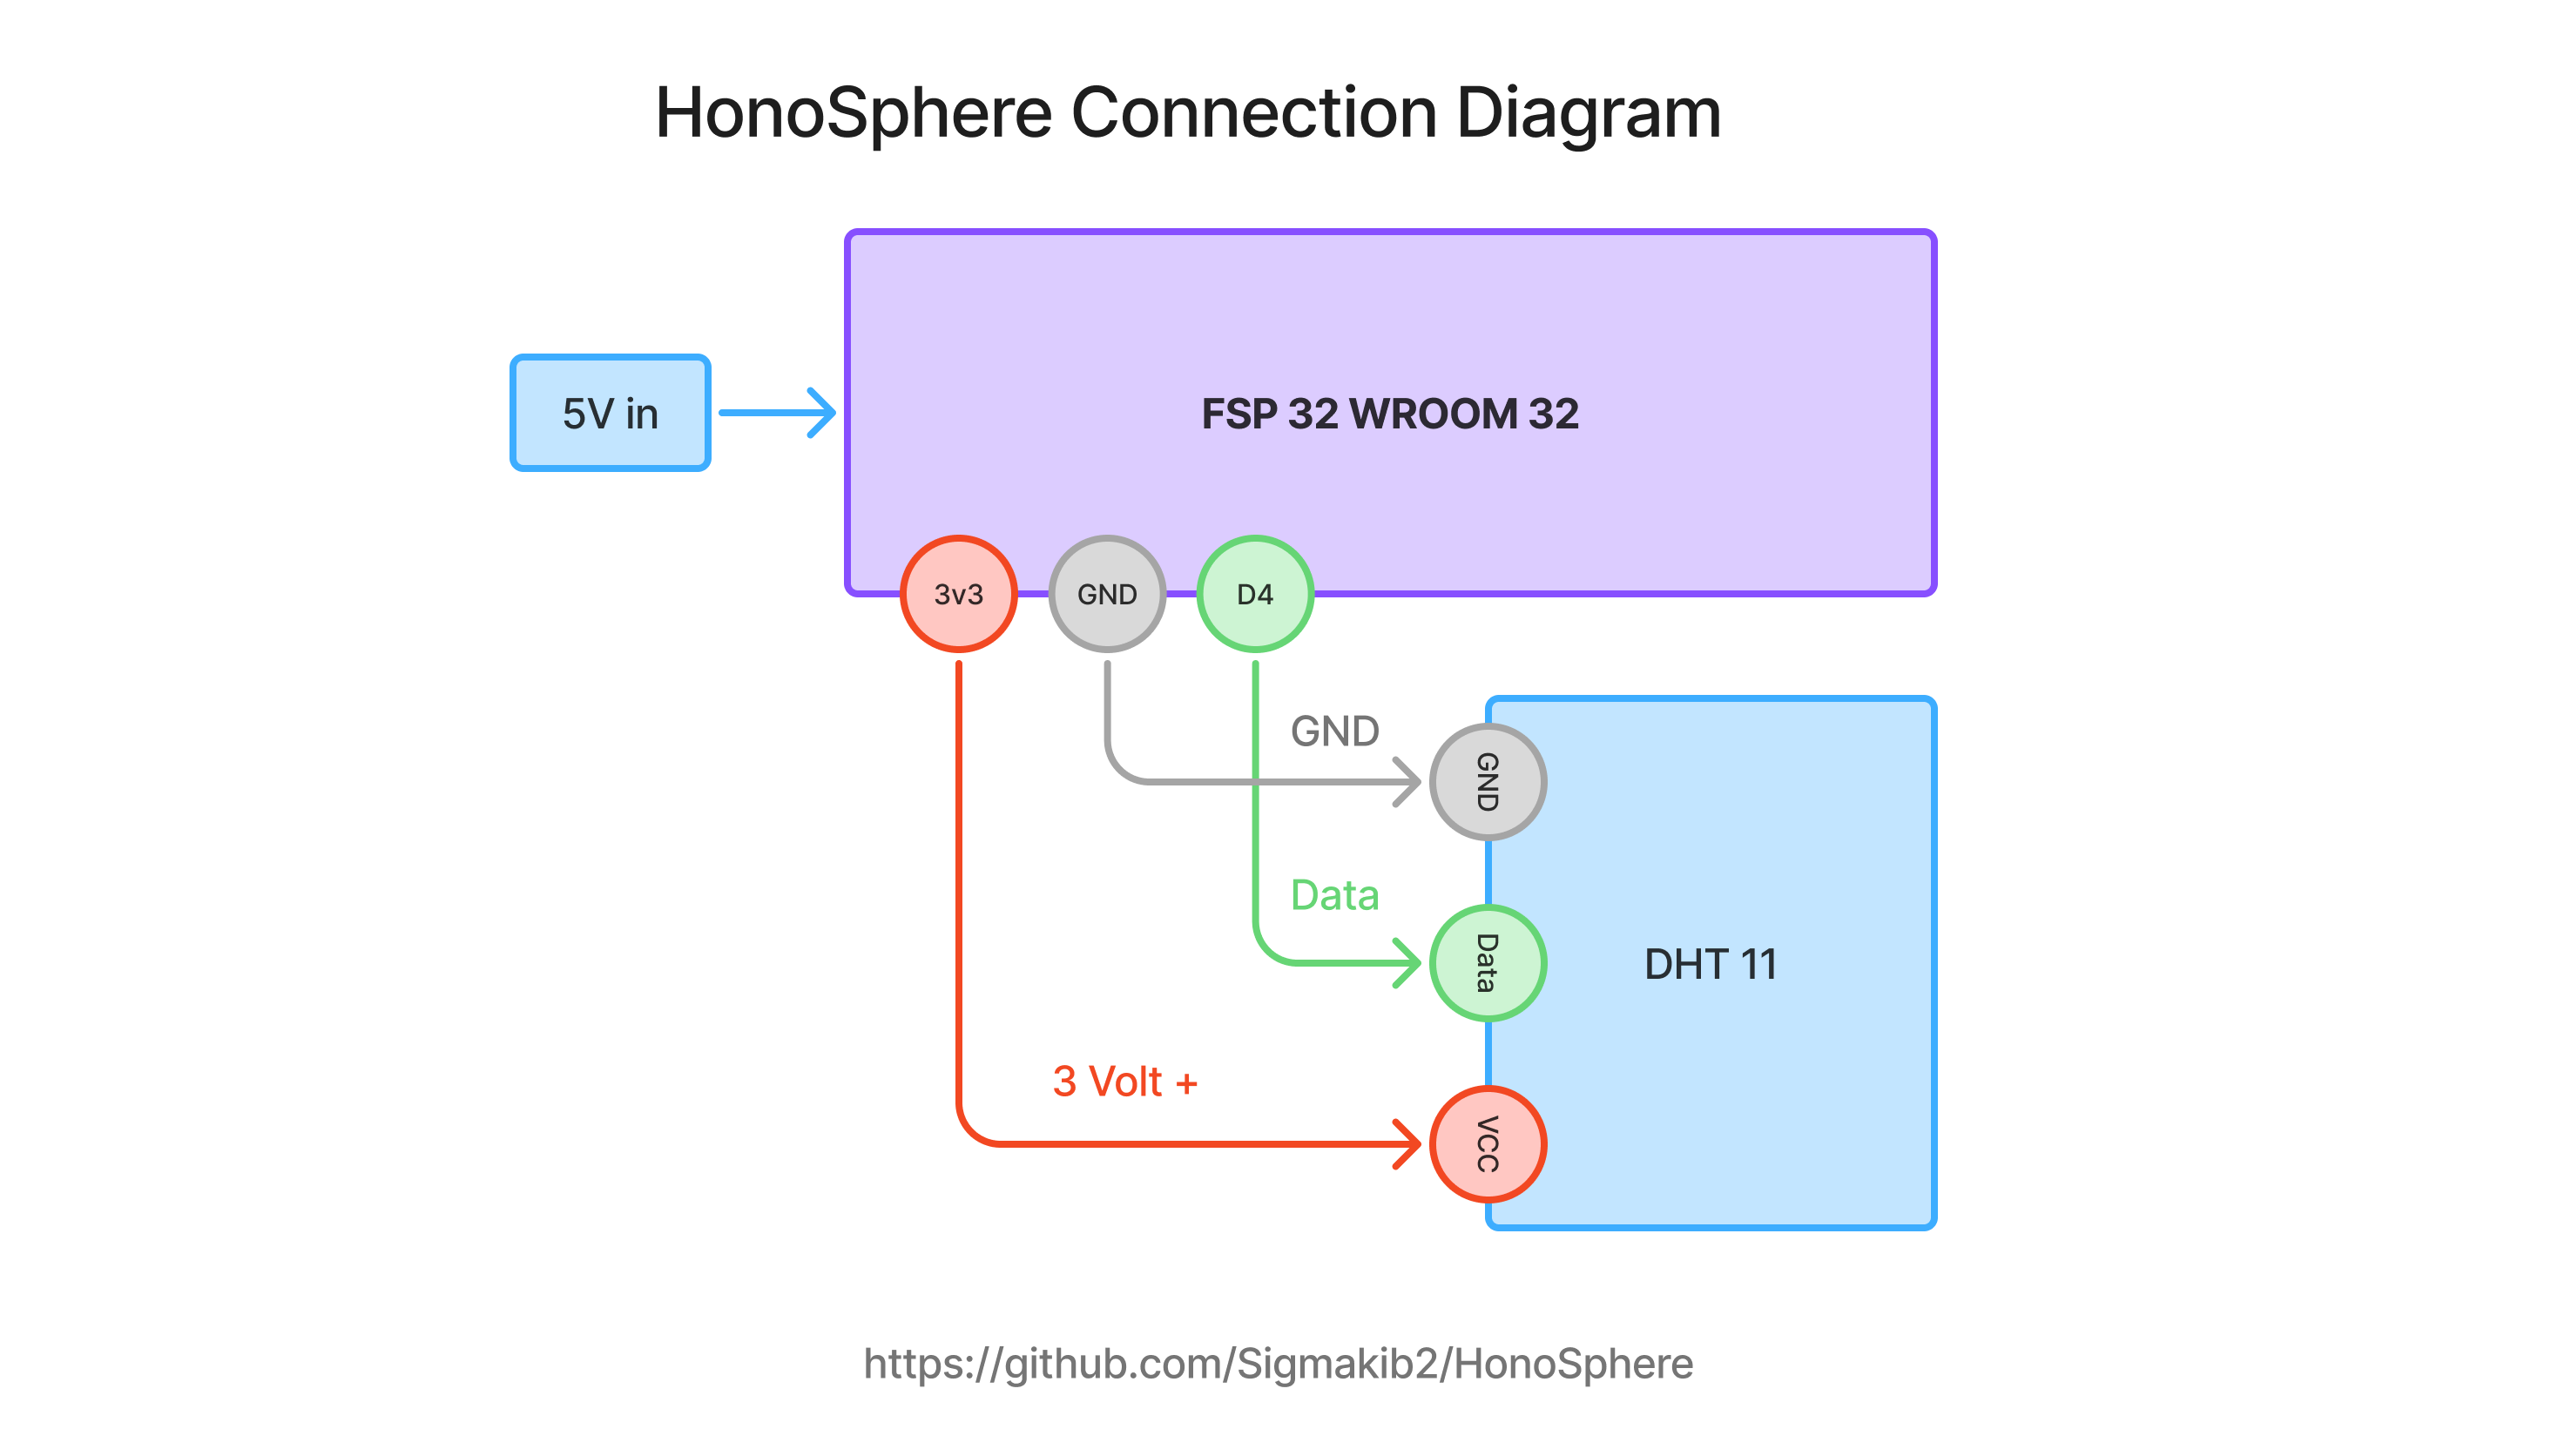 HonoSphere Connection Diagram
5V in
FSP 32 WROOM 32
3v3
GND
D4
GND
GND
Data
Data
DHT 11
3 Volt +
VCC
https://github.com/Sigmakib2/HonoSphere